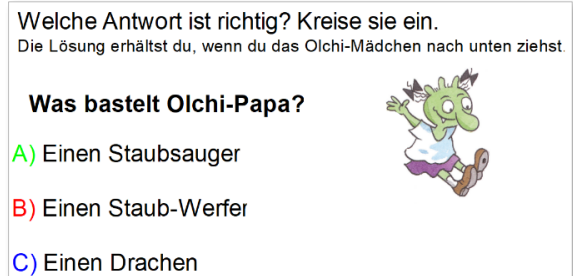 Welche Antwort ist richtig? Kreise sie ein.
Die Lösung erhältst du, wenn du das Olchi-Mädchen nach unten ziehst.
Was bastelt Olchi-Papa?
A) Einen Staubsauger
B) Einen Staub-Werfer
C) Einen Drachen